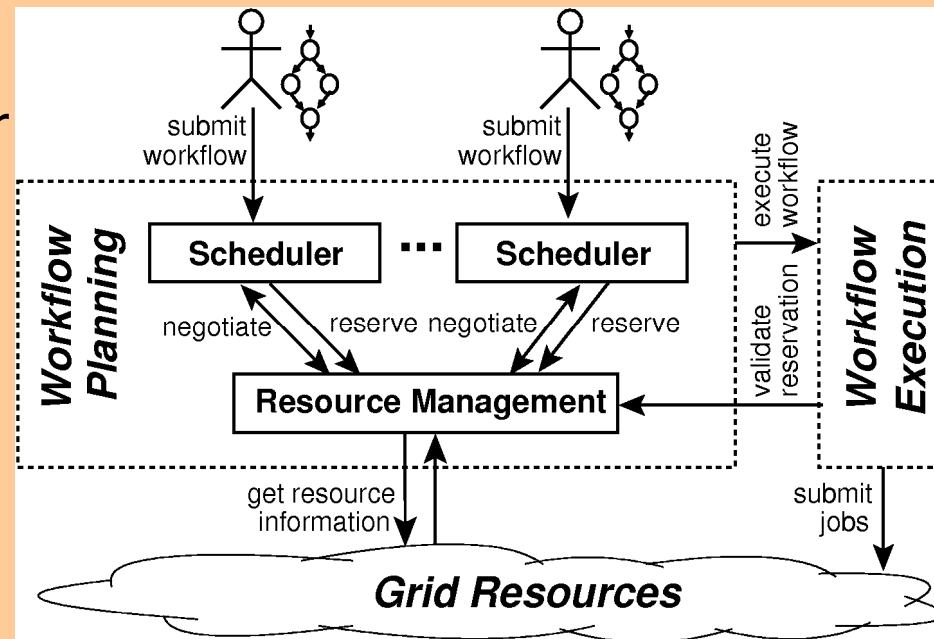 r
submit
workflow
submit
workflow
Workflow
Planning
Scheduler
...
Scheduler
execute
workflow
negotiate
reserve
negotiate
reserve
validate
reservation
Workflow
Execution
Resource Management
get resource
information
submit
jobs
Grid Resources